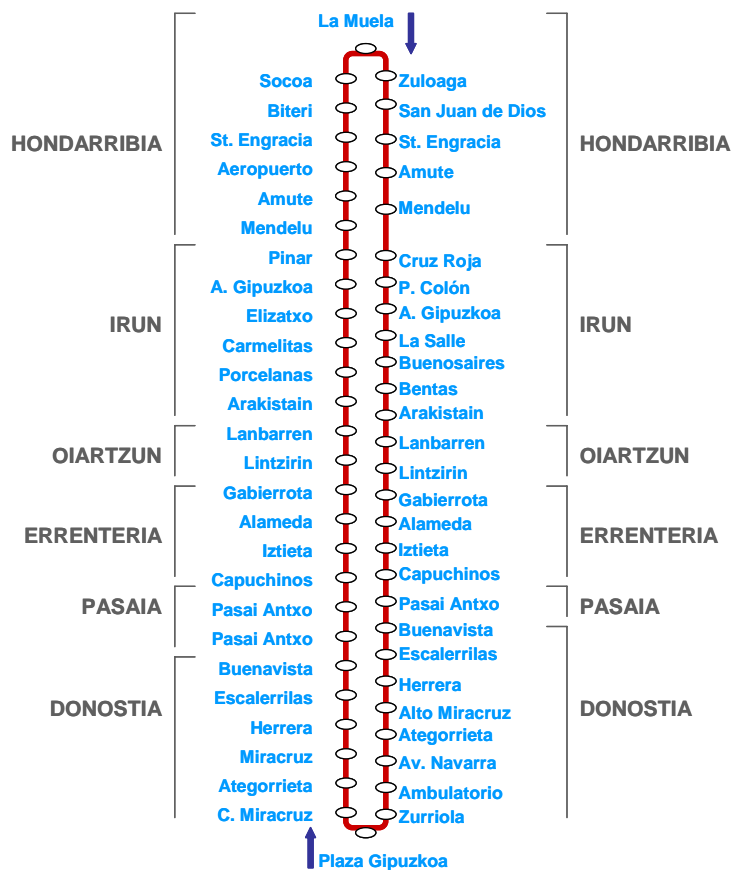 La Muela
Socoa
Biteri
St. Engracia
Aeropuerto
Amute
Mendelu
Pinar
A. Gipuzkoa
Elizatxo
Carmelitas
Porcelanas
Arakistain
Lanbarren
Lintzirin
Gabierrota
Alameda
Iztieta
Capuchinos
Pasai Antxo
Pasai Antxo
Buenavista
Escalerrilas
Herrera
Miracruz
Ategorrieta
C. Miracruz
HONDARRIBIA
IRUN
OIARTZUN
ERRENTERIA
PASAIA
DONOSTIA
Zuloaga
San Juan de Dios
St. Engracia
Amute
Mendelu
Cruz Roja
P. Colón
A. Gipuzkoa
La Salle
Buenosaires
Bentas
Arakistain
Lanbarren
Lintzirin
Gabierrota
Alameda
Iztieta
Capuchinos
Pasai Antxo
Buenavista
Escalerrilas
Herrera
Alto Miracruz
Ategorrieta
Av. Navarra
Ambulatorio
Zurriola
HONDARRIBIA
IRUN
OIARTZUN
ERRENTERIA
PASAIA
DONOSTIA
Plaza Gipuzkoa